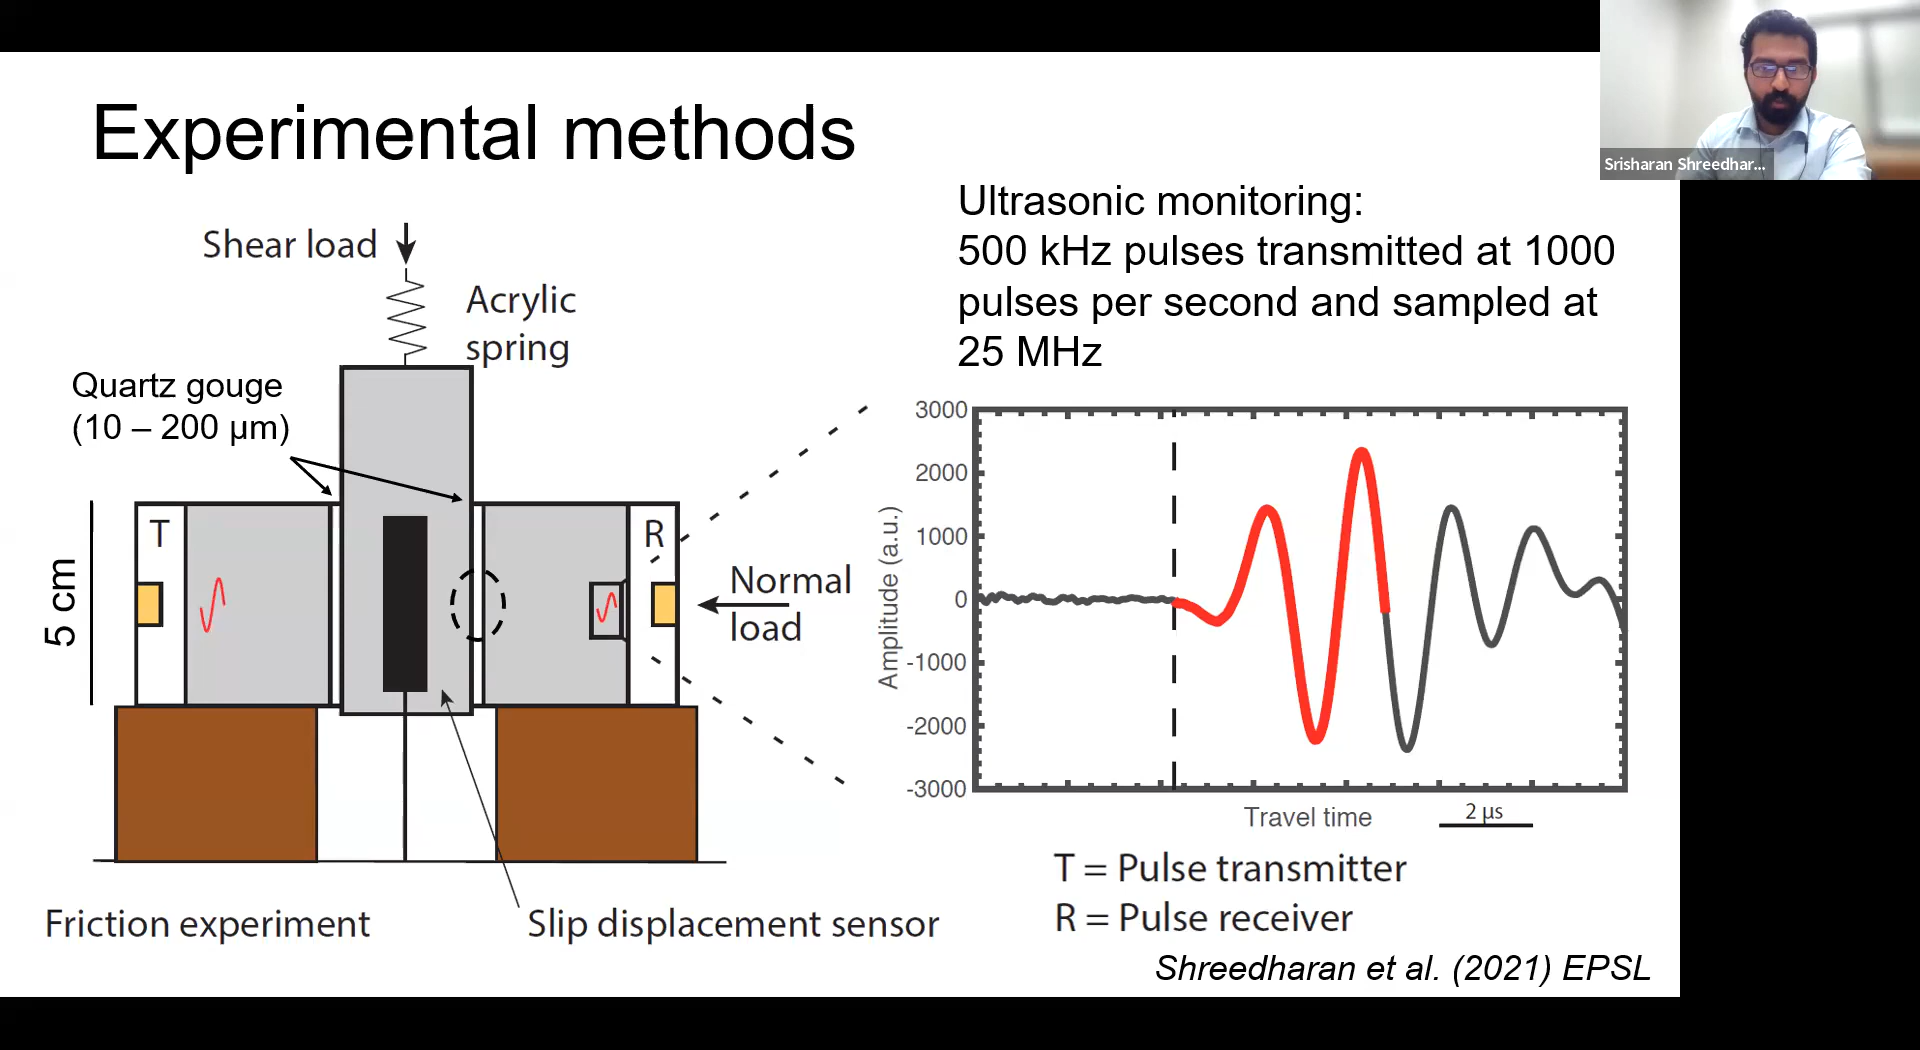 Experimental methods
Srisharan Shreedhar...
Ultrasonic monitoring:
500 kHz pulses transmitted at 1000
pulses per second and sampled at
25 MHz
Shear load
Acrylic
spring
Quartz gouge
(10 – 200 µm)
T
R
5 cm
Normal
load
Friction experiment
Slip displacement sensor
3000
2000
1000
0
-1000
-2000
-3000
Amplitude (a.u.)
Travel time
2 µs
T = Pulse transmitter
R = Pulse receiver
Shreedharan et al. (2021) EPSL